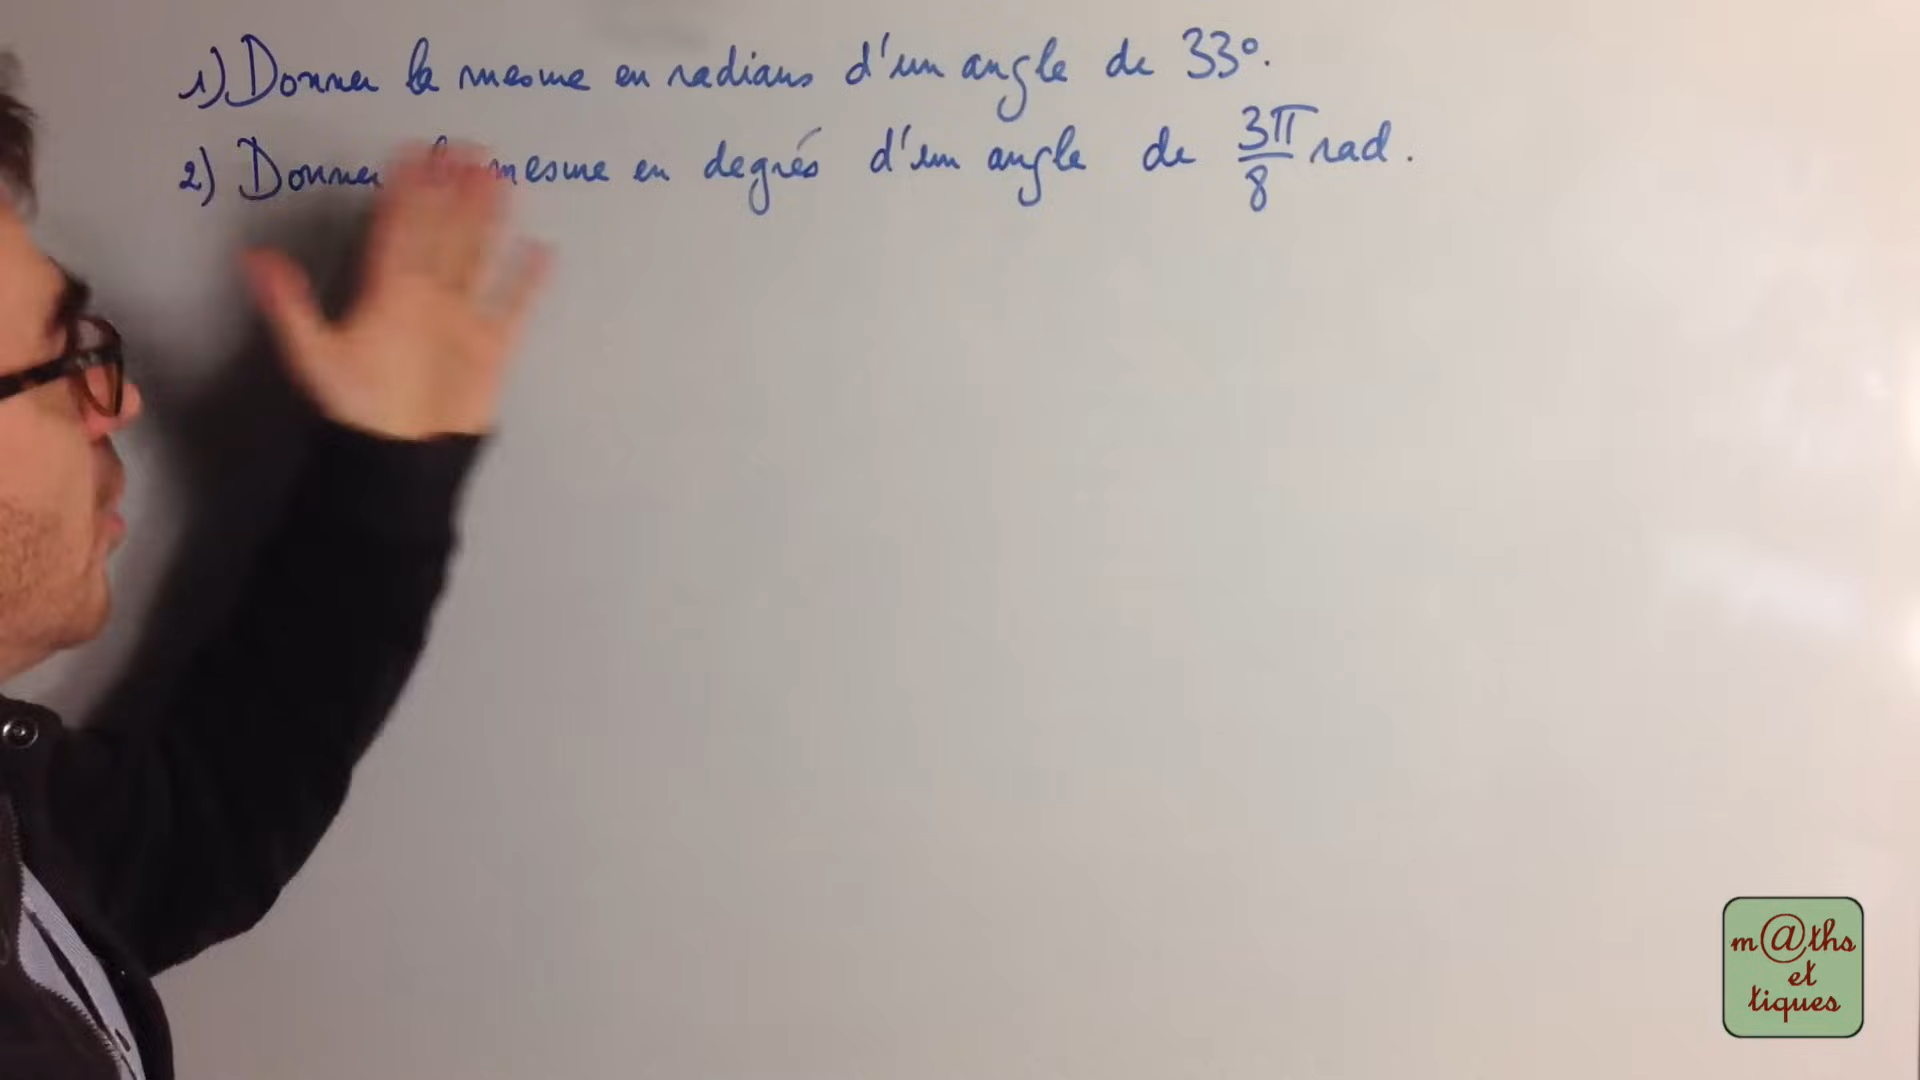 1) Donner la mesure en radians d'un angle de 33°.
2) Donner la mesure en degrés d'un angle de 3π/8 rad.
m@ths
et
tiques